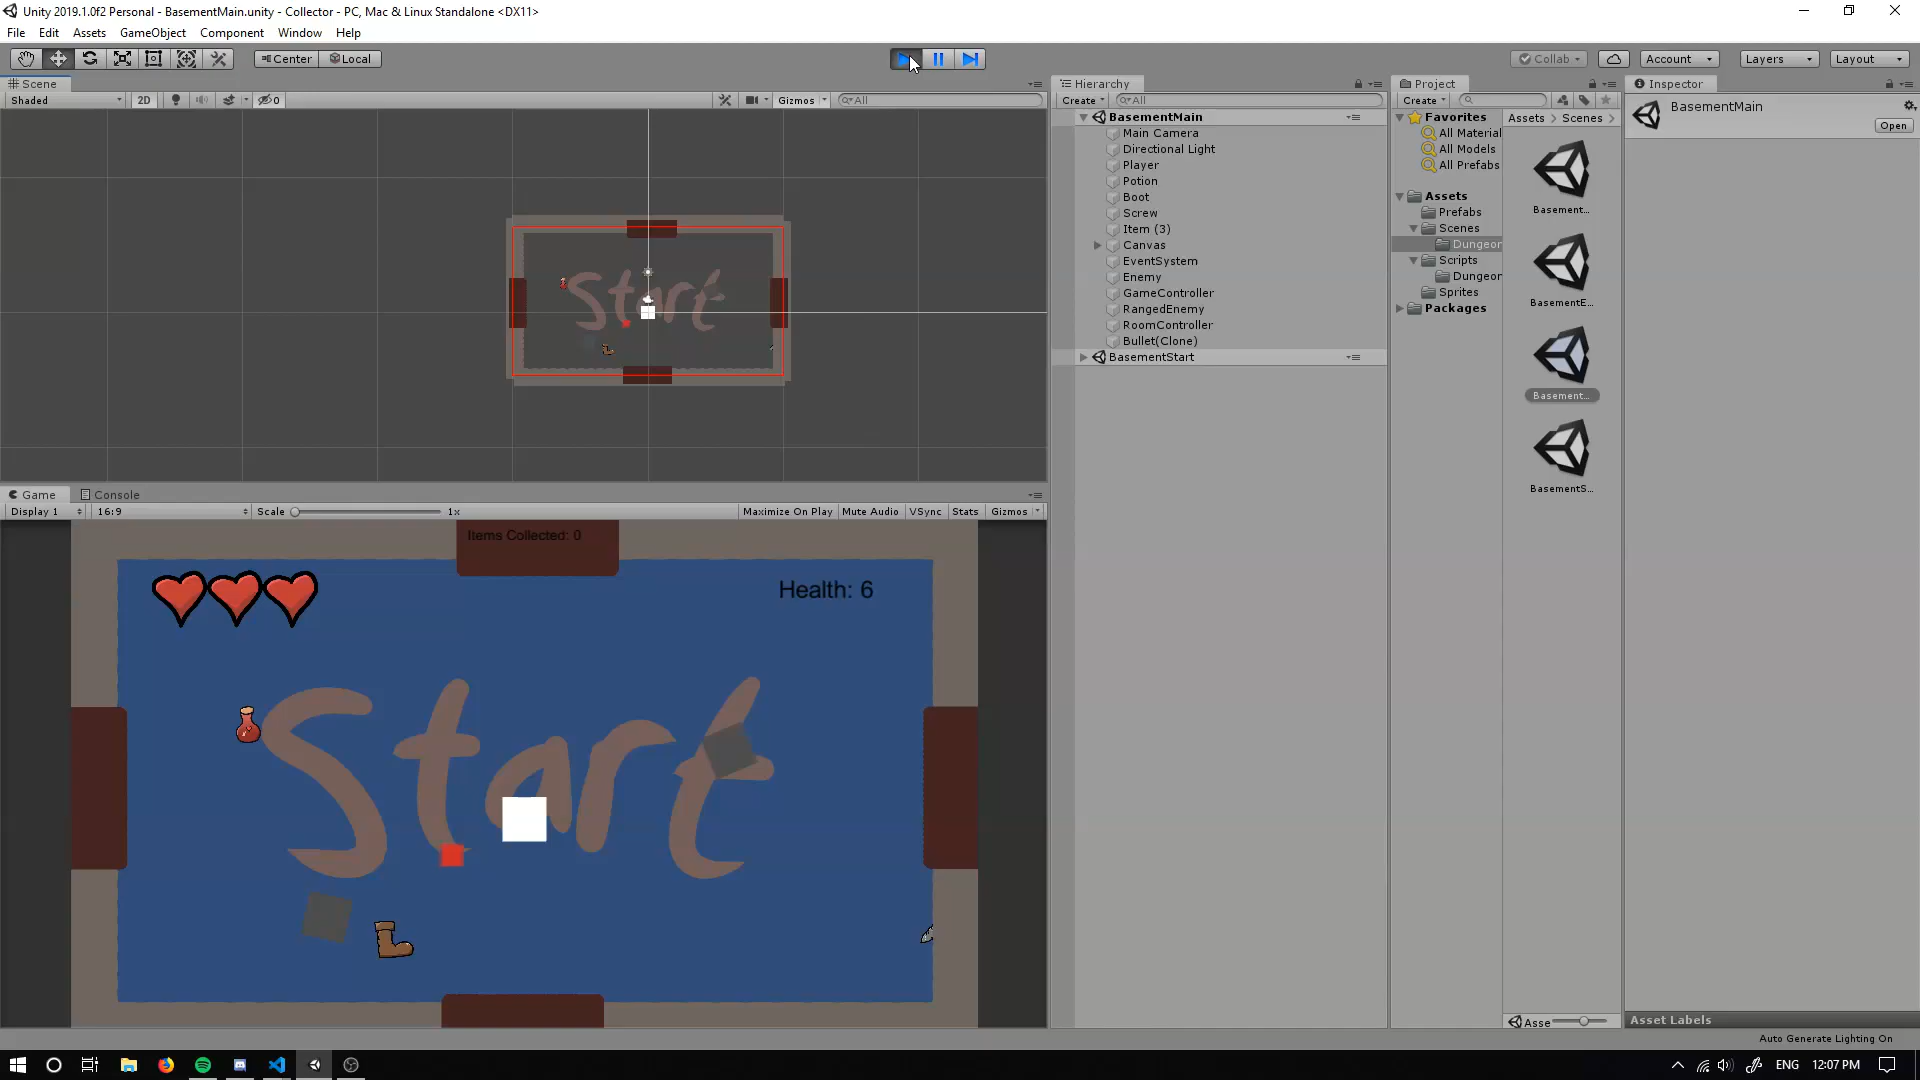 Unity 2019.1.0f2 Personal - BasementMain.unity - Collector - PC, Mac & Linux Standalone <DX11>
File Edit Assets GameObject Component Window Help
Center Local
Collab Account Layers Layout
Scene
Shaded 2D 0 Gizmos All
Start
Game Console
Display 1 16:9 Scale 1x Maximize On Play Mute Audio VSync Stats Gizmos
Items Collected: 0
Health: 6
Start
Hierarchy
Create All
BasementMain
Main Camera
Directional Light
Player
Potion
Boot
Screw
Item (3)
Canvas
EventSystem
Enemy
GameController
RangedEnemy
RoomController
Bullet(Clone)
BasementStart
Project
Create
Favorites
All Material
All Models
All Prefabs
Assets
Prefabs
Scenes
Dungeor
Scripts
Dungeor
Sprites
Packages
Assets Scenes
Basement...
BasementE...
Basement...
BasementS...
Asse
Inspector
BasementMain
Open
Asset Labels
Auto Generate Lighting On
ENG 12:07 PM